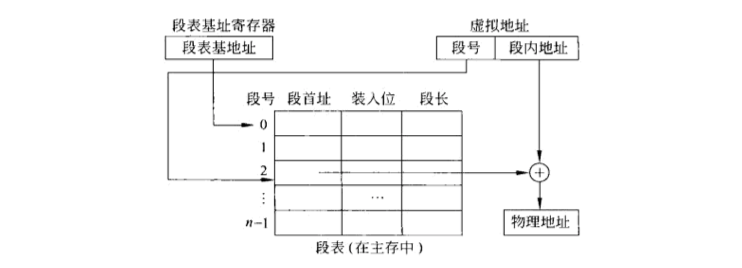 段表基址寄存器 虚拟地址
段表基地址 段号 段内地址
段号 段首址 装入位 段长
0
1
2
⋮ …
n-1
物理地址
段表(在主存中)